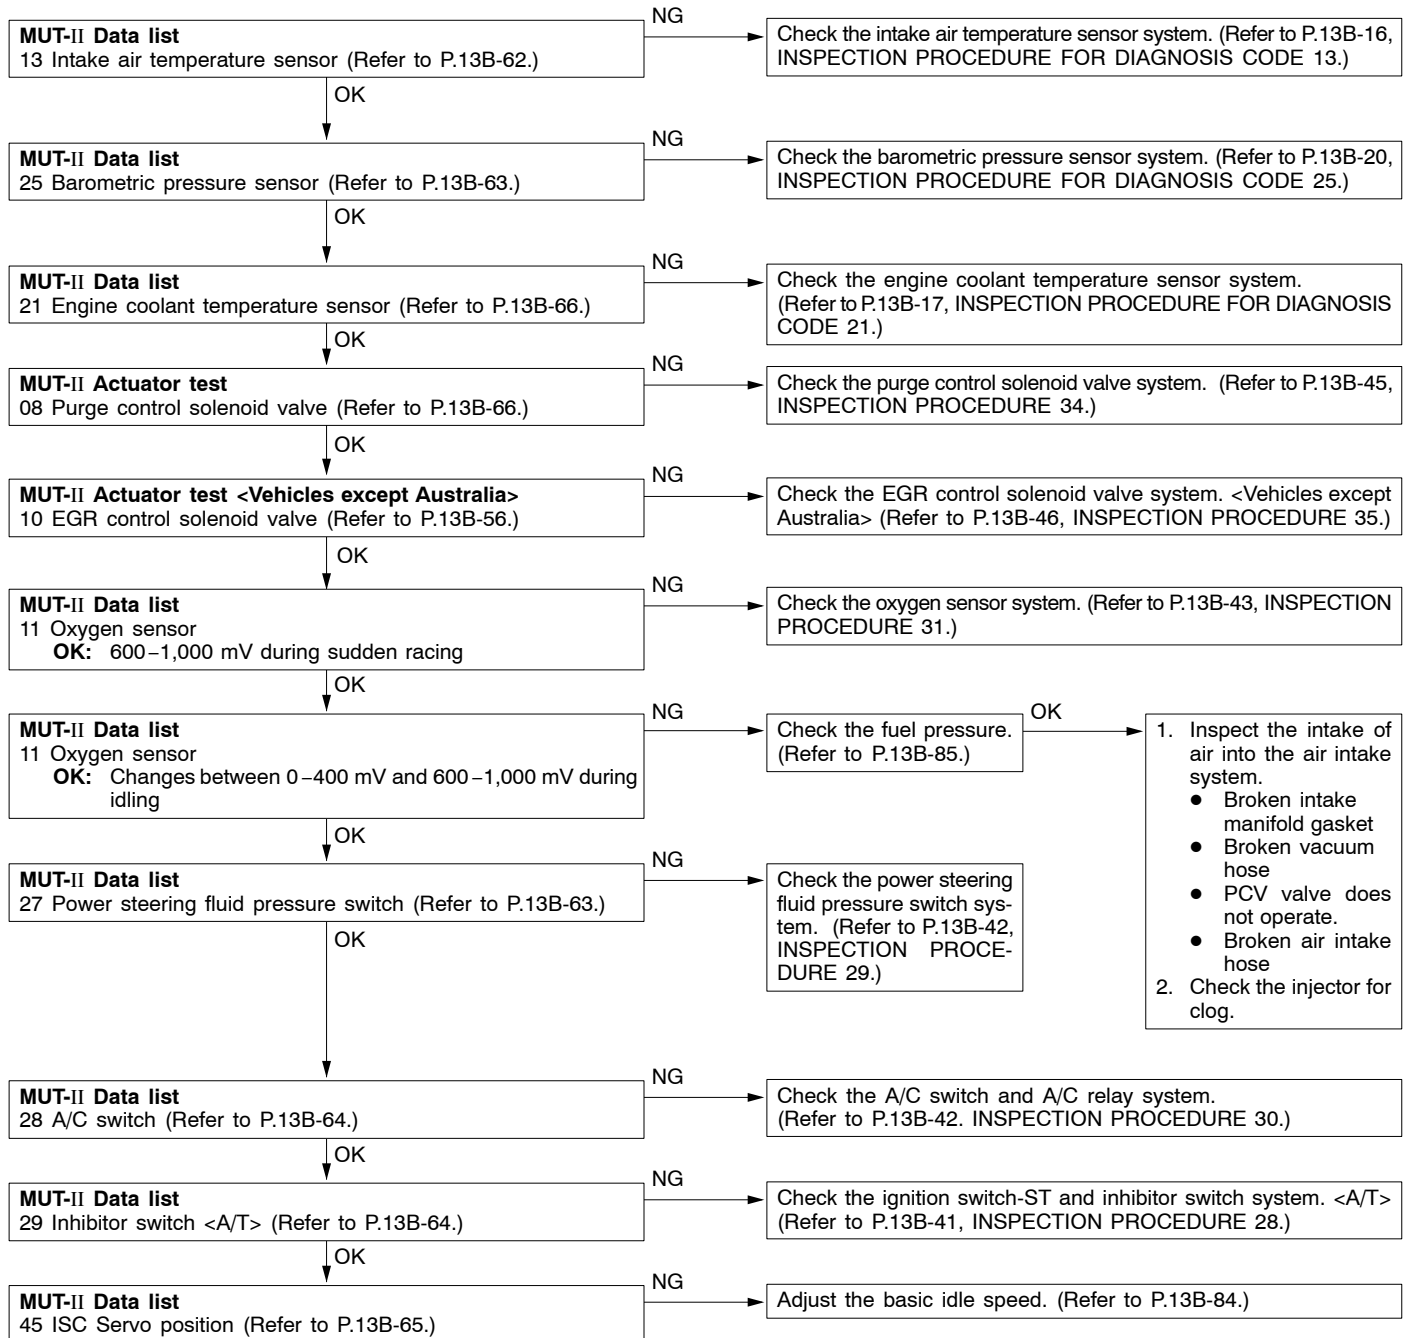 MUT-II Data list
13 Intake air temperature sensor (Refer to P.13B-62.)
NG
Check the intake air temperature sensor system. (Refer to P.13B-16,
INSPECTION PROCEDURE FOR DIAGNOSIS CODE 13.)
OK
MUT-II Data list
25 Barometric pressure sensor (Refer to P.13B-63.)
NG
Check the barometric pressure sensor system. (Refer to P.13B-20,
INSPECTION PROCEDURE FOR DIAGNOSIS CODE 25.)
OK
MUT-II Data list
21 Engine coolant temperature sensor (Refer to P.13B-66.)
NG
Check the engine coolant temperature sensor system.
(Refer to P.13B-17, INSPECTION PROCEDURE FOR DIAGNOSIS
CODE 21.)
OK
MUT-II Actuator test
08 Purge control solenoid valve (Refer to P.13B-66.)
NG
Check the purge control solenoid valve system. (Refer to P.13B-45,
INSPECTION PROCEDURE 34.)
OK
MUT-II Actuator test <Vehicles except Australia>
10 EGR control solenoid valve (Refer to P.13B-56.)
NG
Check the EGR control solenoid valve system. <Vehicles except
Australia> (Refer to P.13B-46, INSPECTION PROCEDURE 35.)
OK
MUT-II Data list
11 Oxygen sensor
OK: 600–1,000 mV during sudden racing
NG
Check the oxygen sensor system. (Refer to P.13B-43, INSPECTION
PROCEDURE 31.)
OK
MUT-II Data list
11 Oxygen sensor
OK: Changes between 0–400 mV and 600–1,000 mV during
idling
NG
Check the fuel pressure.
(Refer to P.13B-85.)
OK
1. Inspect the intake of
air into the air intake
system.
● Broken intake
manifold gasket
● Broken vacuum
hose
● PCV valve does
not operate.
● Broken air intake
hose
2. Check the injector for
clog.
OK
MUT-II Data list
27 Power steering fluid pressure switch (Refer to P.13B-63.)
NG
Check the power steering
fluid pressure switch sys-
tem. (Refer to P.13B-42,
INSPECTION PROCE-
DURE 29.)
OK
MUT-II Data list
28 A/C switch (Refer to P.13B-64.)
NG
Check the A/C switch and A/C relay system.
(Refer to P.13B-42. INSPECTION PROCEDURE 30.)
OK
MUT-II Data list
29 Inhibitor switch <A/T> (Refer to P.13B-64.)
NG
Check the ignition switch-ST and inhibitor switch system. <A/T>
(Refer to P.13B-41, INSPECTION PROCEDURE 28.)
OK
MUT-II Data list
45 ISC Servo position (Refer to P.13B-65.)
NG
Adjust the basic idle speed. (Refer to P.13B-84.)